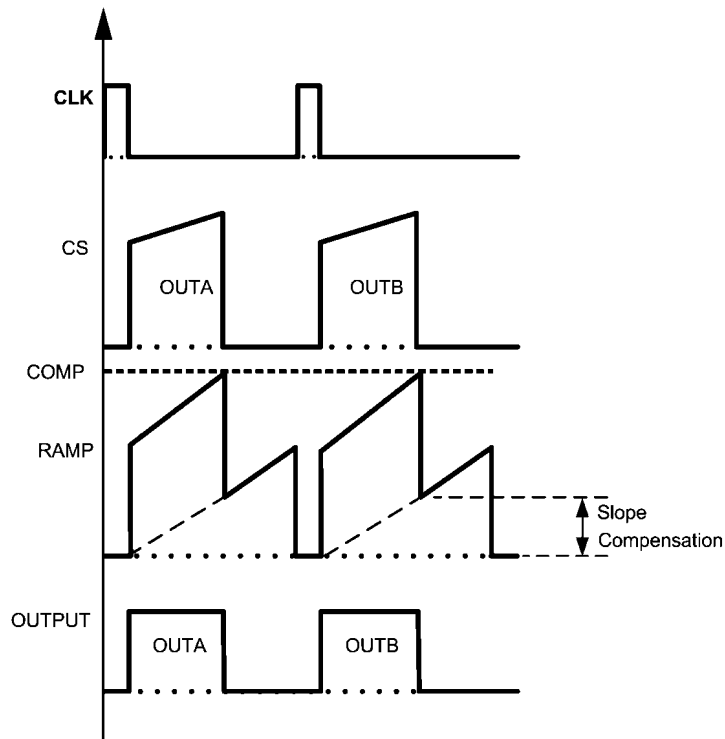 CLK
CS
OUTA
OUTB
COMP
RAMP
Slope
Compensation
OUTPUT
OUTA
OUTB